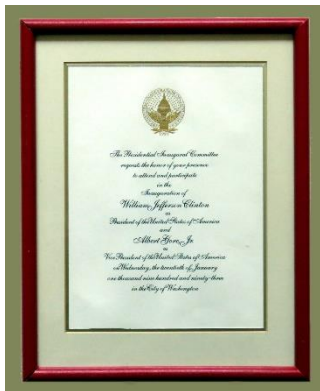 The Presidential Inaugural Committee
requests the honor of your presence
to attend and participate
in the
Inauguration of
William Jefferson Clinton
as
President of the United States of America
and
Albert Gore, Jr.
as
Vice President of the United States of America
on Wednesday, the twentieth of January
one thousand nine hundred and ninety-three
in the City of Washington